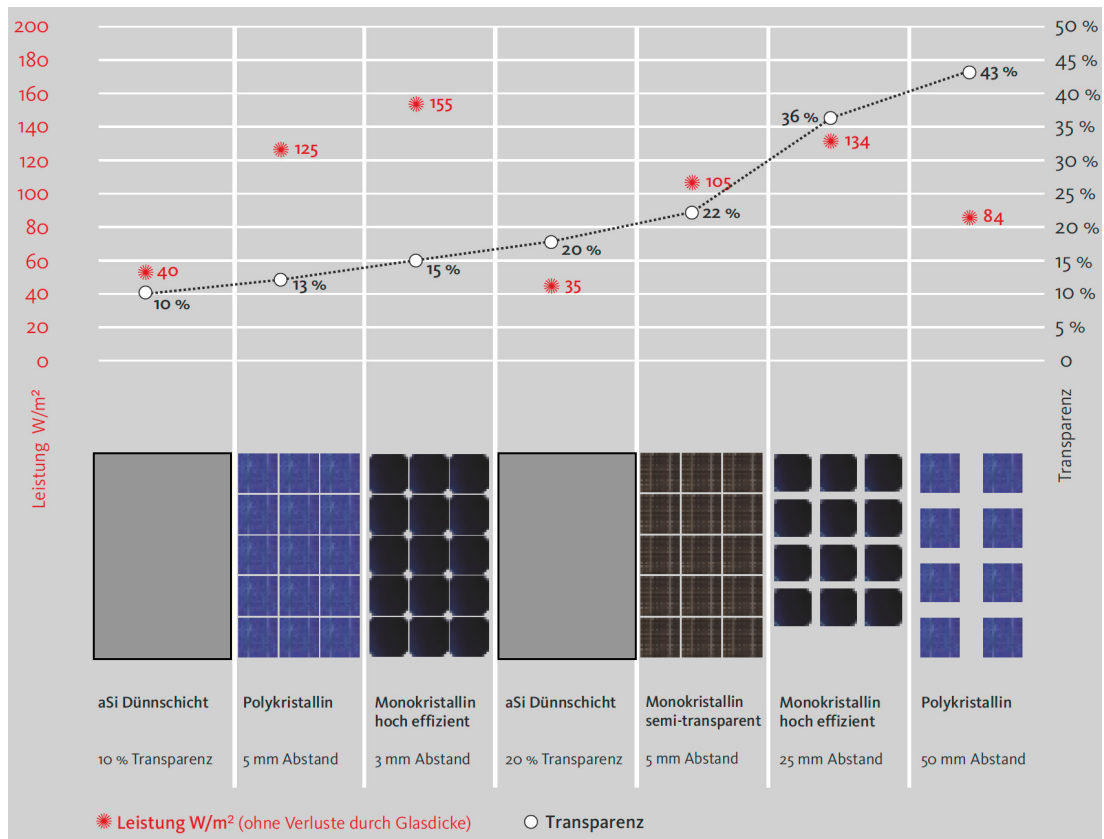 200
180
160
140
120
100
80
60
40
20
0
Leistung W/m²
50 %
45 %
40 %
35 %
30 %
25 %
20 %
15 %
10 %
5 %
0
Transparenz
40
125
155
35
105
134
84
10 %
13 %
15 %
20 %
22 %
36 %
43 %
aSi Dünnschicht
10 % Transparenz
Polykristallin
5 mm Abstand
Monokristallin
hoch effizient
3 mm Abstand
aSi Dünnschicht
20 % Transparenz
Monokristallin
semi-transparent
5 mm Abstand
Monokristallin
hoch effizient
25 mm Abstand
Polykristallin
50 mm Abstand
Leistung W/m² (ohne Verluste durch Glasdicke)
Transparenz